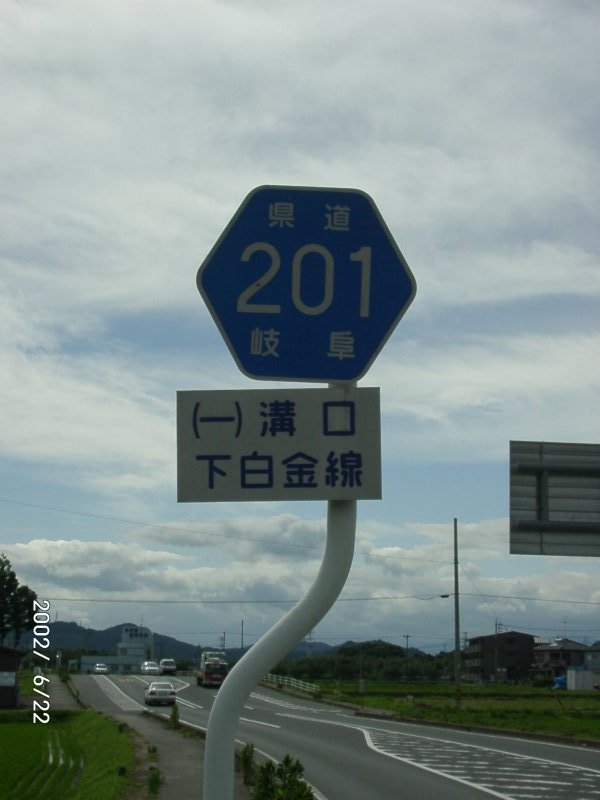 県道
201
岐阜
(一)溝口
下白金線
2002/ 6/22